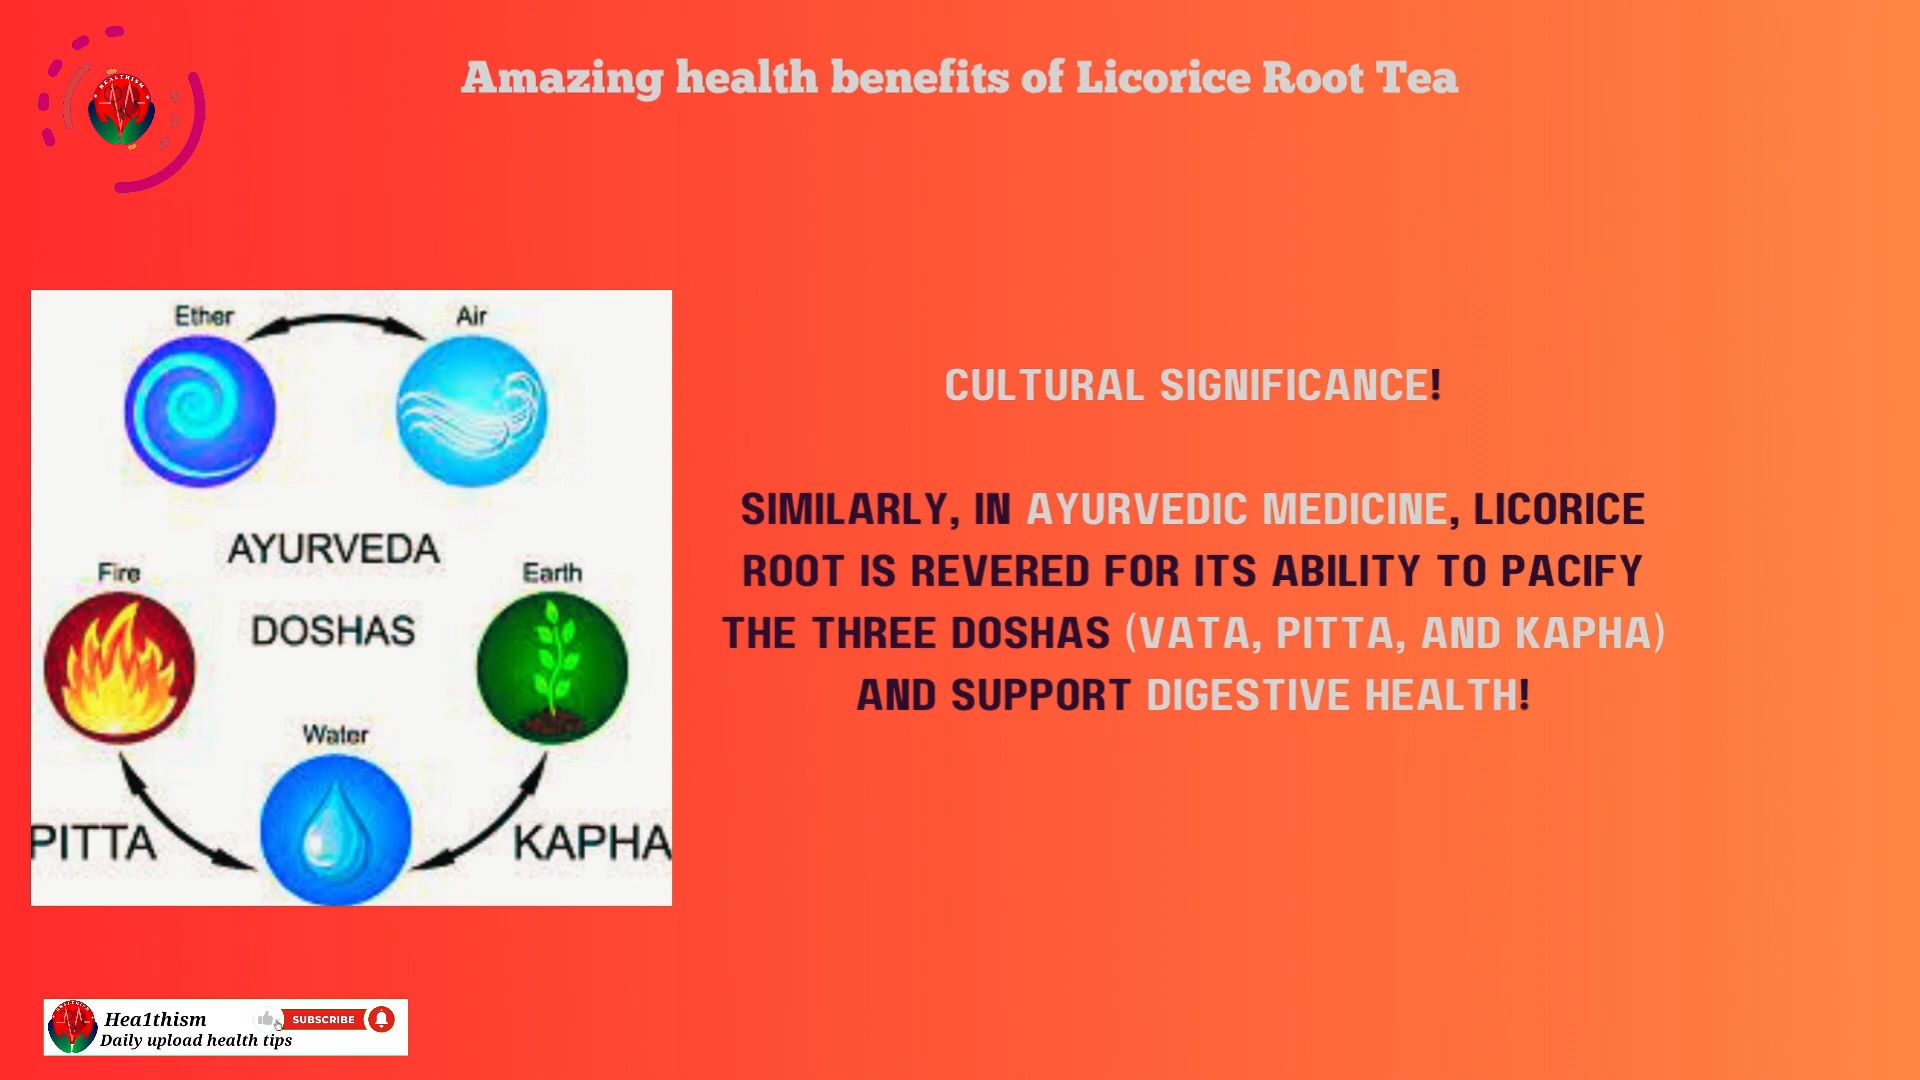 HEALTHISM
Amazing health benefits of Licorice Root Tea
Ether
Air
AYURVEDA
Fire
Earth
DOSHAS
Water
PITTA
KAPHA
CULTURAL SIGNIFICANCE!
SIMILARLY, IN AYURVEDIC MEDICINE, LICORICE
ROOT IS REVERED FOR ITS ABILITY TO PACIFY
THE THREE DOSHAS (VATA, PITTA, AND KAPHA)
AND SUPPORT DIGESTIVE HEALTH!
Hea1thism
SUBSCRIBE
Daily upload health tips